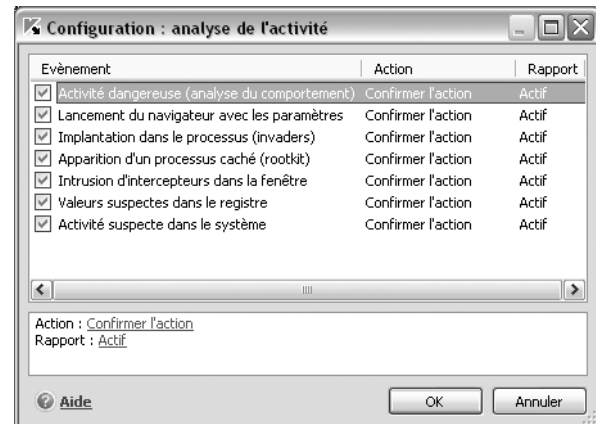 Configuration : analyse de l'activité
Evènement Action Rapport
Activité dangereuse (analyse du comportement) Confirmer l'action Actif
Lancement du navigateur avec les paramètres Confirmer l'action Actif
Implantation dans le processus (invaders) Confirmer l'action Actif
Apparition d'un processus caché (rootkit) Confirmer l'action Actif
Intrusion d'intercepteurs dans la fenêtre Confirmer l'action Actif
Valeurs suspectes dans le registre Confirmer l'action Actif
Activité suspecte dans le système Confirmer l'action Actif
Action : Confirmer l'action
Rapport : Actif
Aide OK Annuler